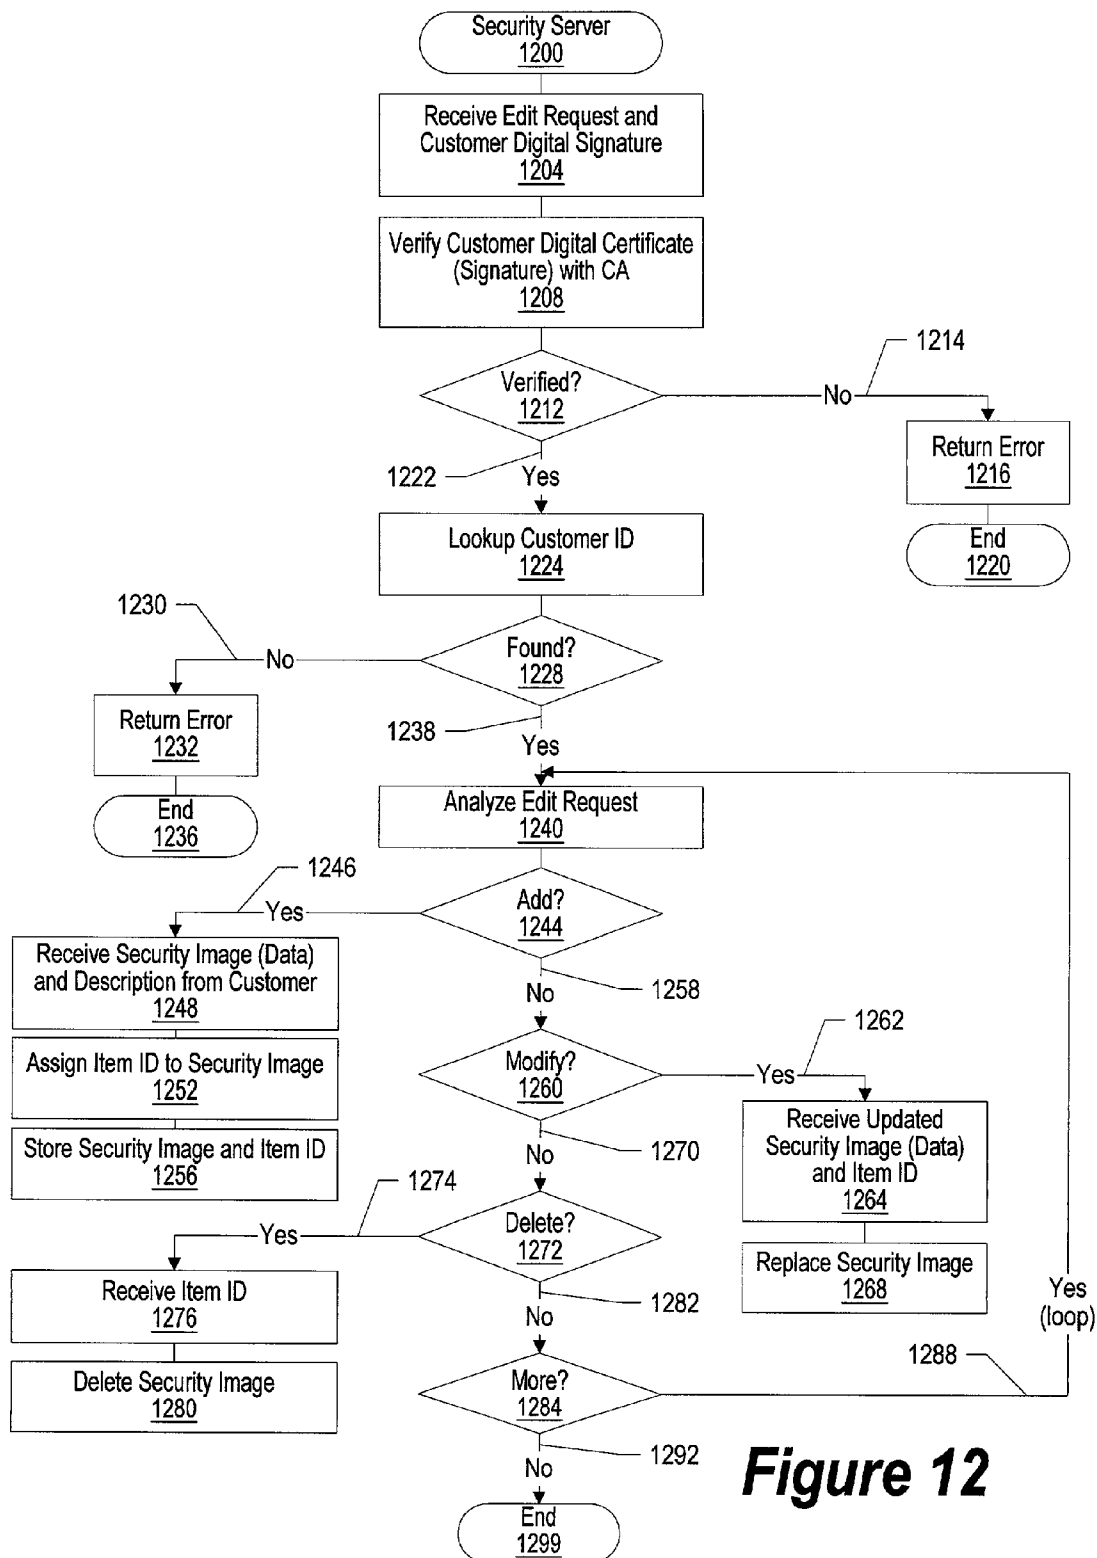 Security Server
1200
Receive Edit Request and
Customer Digital Signature
1204
Verify Customer Digital Certificate
(Signature) with CA
1208
1214
Verified?
1212
No
1222
Yes
Return Error
1216
Lookup Customer ID
1224
End
1220
1230
No
Found?
1228
Return Error
1232
1238
Yes
End
1236
Analyze Edit Request
1240
1246
Yes
Add?
1244
Receive Security Image (Data)
and Description from Customer
1248
1258
No
1262
Assign Item ID to Security Image
1252
Modify?
1260
Yes
Store Security Image and Item ID
1256
Receive Updated
Security Image (Data)
and Item ID
1264
1270
No
1274
Yes
Delete?
1272
Replace Security Image
1268
Receive Item ID
1276
1282
No
Yes
(loop)
Delete Security Image
1280
More?
1284
1288
1292
No
Figure 12
End
1299